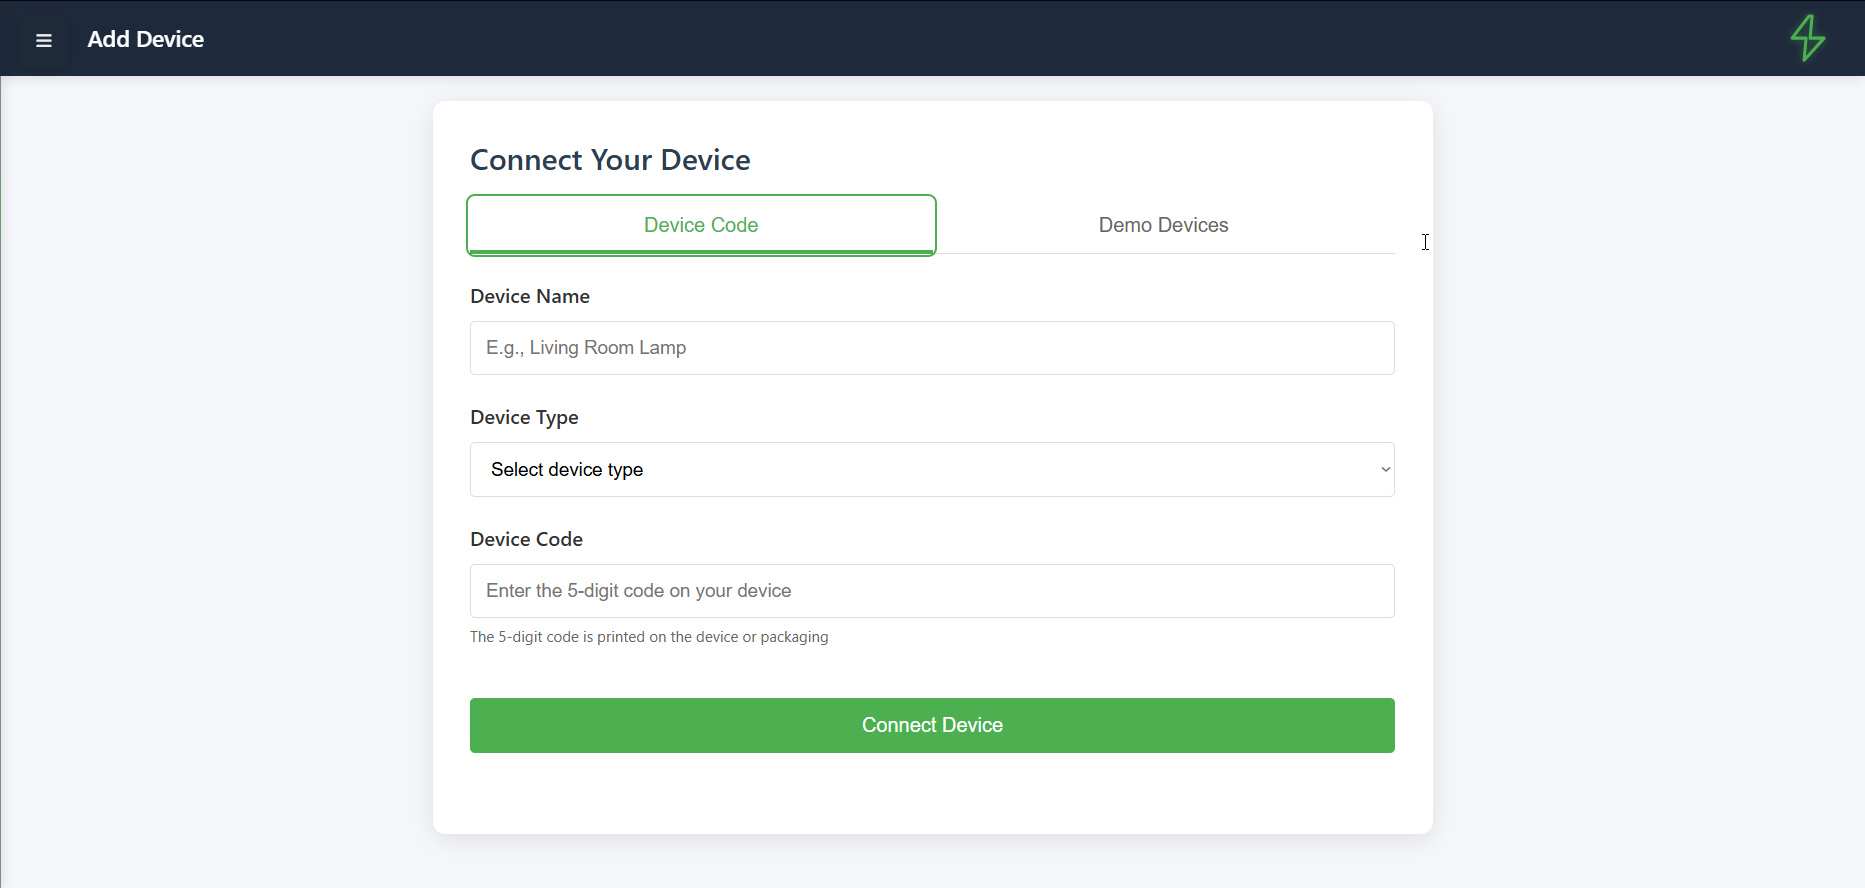 Add Device
Connect Your Device
Device Code
Demo Devices
Device Name
E.g., Living Room Lamp
Device Type
Select device type
Device Code
Enter the 5-digit code on your device
The 5-digit code is printed on the device or packaging
Connect Device